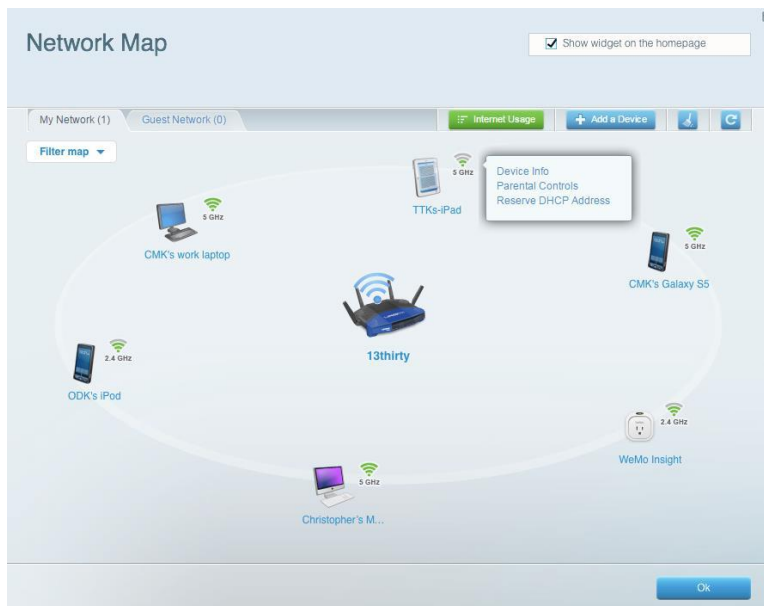 Network Map
Show widget on the homepage
My Network (1)
Guest Network (0)
Internet Usage
Add a Device
Filter map
5 GHz
TTKs-iPad
Device Info
Parental Controls
Reserve DHCP Address
5 GHz
CMK's work laptop
5 GHz
CMK's Galaxy S5
13thirty
2.4 GHz
ODK's iPod
2.4 GHz
WeMo Insight
5 GHz
Christopher's M...
Ok